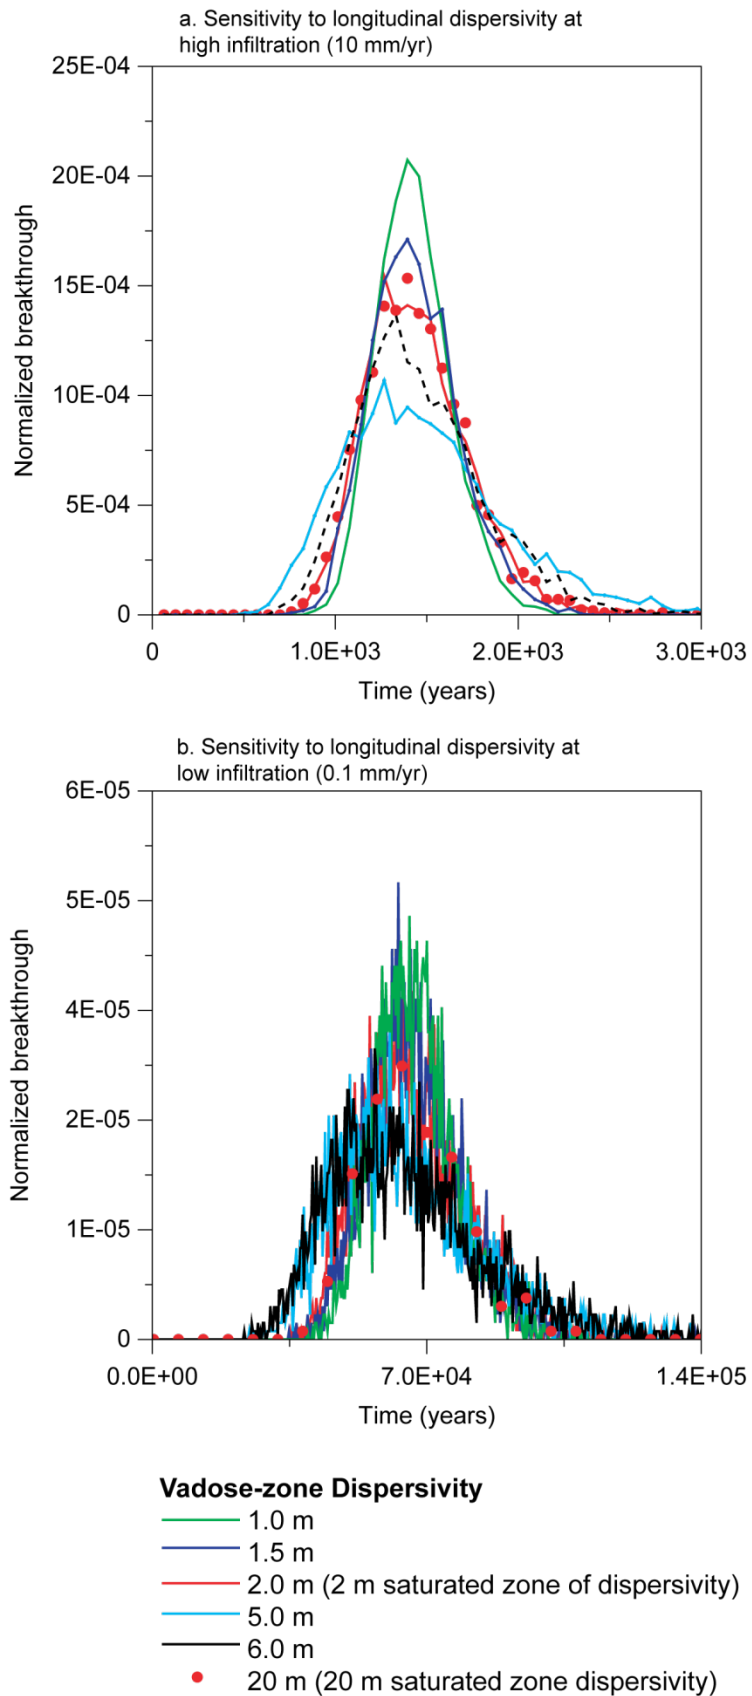 a. Sensitivity to longitudinal dispersivity at
high infiltration (10 mm/yr)
25E-04
20E-04
15E-04
10E-04
5E-04
0
Normalized breakthrough
0 1.0E+03 2.0E+03 3.0E+03
Time (years)
b. Sensitivity to longitudinal dispersivity at
low infiltration (0.1 mm/yr)
6E-05
5E-05
4E-05
2E-05
1E-05
0
Normalized breakthrough
0.0E+00 7.0E+04 1.4E+05
Time (years)
Vadose-zone Dispersivity
1.0 m
1.5 m
2.0 m (2 m saturated zone of dispersivity)
5.0 m
6.0 m
20 m (20 m saturated zone dispersivity)